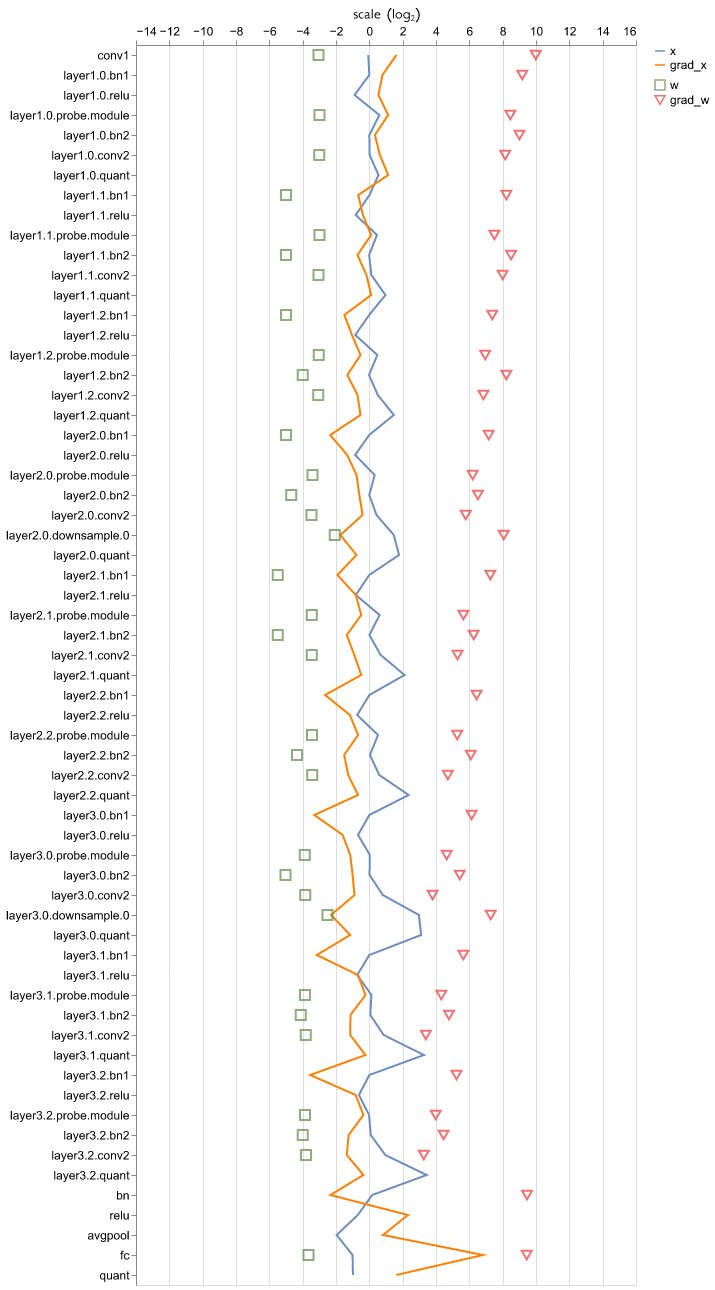 scale (log₂)
−14 −12 −10 −8 −6 −4 −2 0 2 4 6 8 10 12 14 16
x
grad_x
w
grad_w
conv1
layer1.0.bn1
layer1.0.relu
layer1.0.probe.module
layer1.0.bn2
layer1.0.conv2
layer1.0.quant
layer1.1.bn1
layer1.1.relu
layer1.1.probe.module
layer1.1.bn2
layer1.1.conv2
layer1.1.quant
layer1.2.bn1
layer1.2.relu
layer1.2.probe.module
layer1.2.bn2
layer1.2.conv2
layer1.2.quant
layer2.0.bn1
layer2.0.relu
layer2.0.probe.module
layer2.0.bn2
layer2.0.conv2
layer2.0.downsample.0
layer2.0.quant
layer2.1.bn1
layer2.1.relu
layer2.1.probe.module
layer2.1.bn2
layer2.1.conv2
layer2.1.quant
layer2.2.bn1
layer2.2.relu
layer2.2.probe.module
layer2.2.bn2
layer2.2.conv2
layer2.2.quant
layer3.0.bn1
layer3.0.relu
layer3.0.probe.module
layer3.0.bn2
layer3.0.conv2
layer3.0.downsample.0
layer3.0.quant
layer3.1.bn1
layer3.1.relu
layer3.1.probe.module
layer3.1.bn2
layer3.1.conv2
layer3.1.quant
layer3.2.bn1
layer3.2.relu
layer3.2.probe.module
layer3.2.bn2
layer3.2.conv2
layer3.2.quant
bn
relu
avgpool
fc
quant